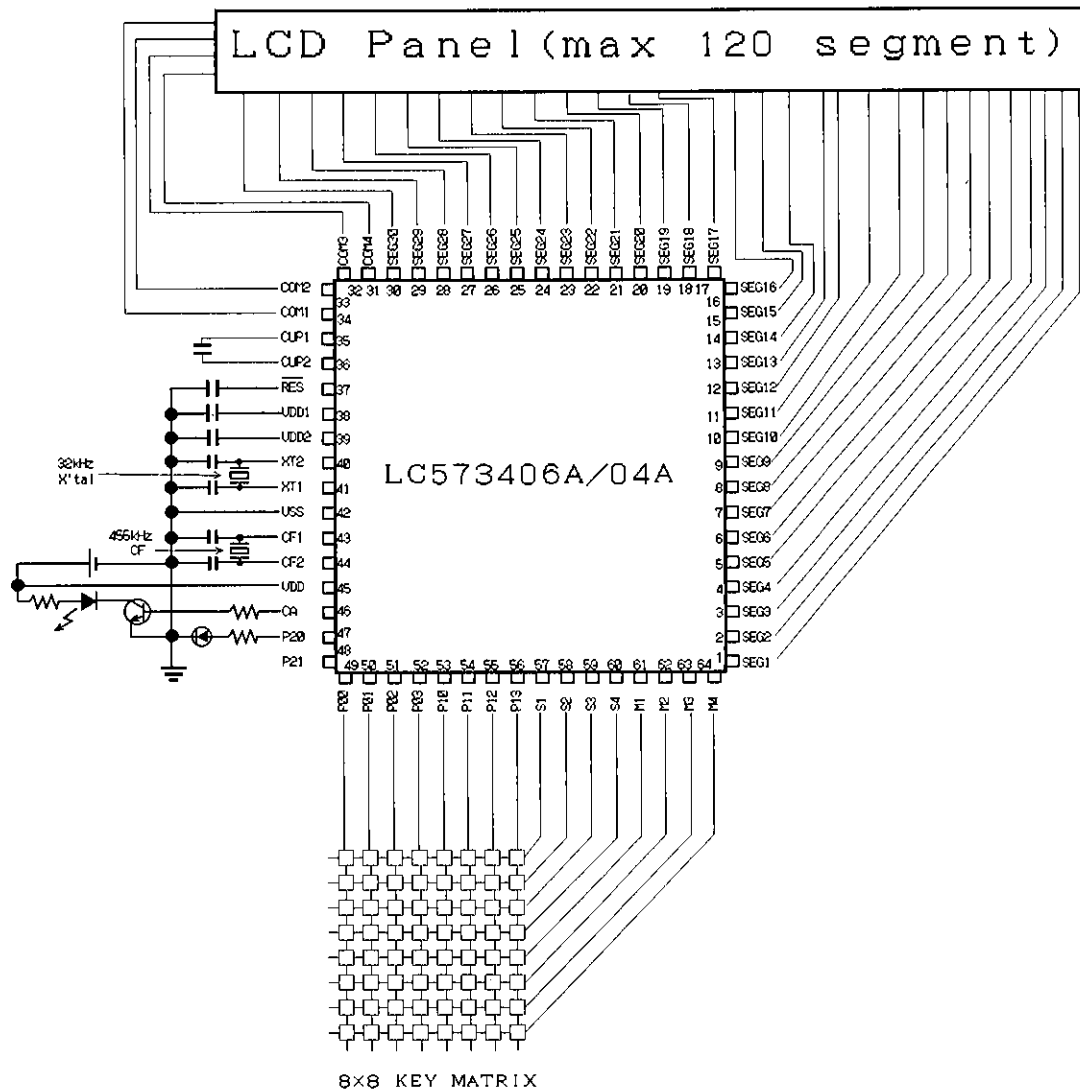 LCD Panel(max 120 segment)
COM3 COM4 SEG30 SEG29 SEG28 SEG27 SEG26 SEG25 SEG24 SEG23 SEG22 SEG21 SEG20 SEG19 SEG18 SEG17
32 31 30 29 28 27 26 25 24 23 22 21 20 19 18 17
COM2 33
COM1 34
CUP1 35
CUP2 36
RES 37
VDD1 38
VDD2 39
XT2 40
XT1 41
VSS 42
CF1 43
CF2 44
VDD 45
CA 46
P20 47
P21 48
32kHz
X'tal
455kHz
CF
LC573406A/04A
16 SEG16
15 SEG15
14 SEG14
13 SEG13
12 SEG12
11 SEG11
10 SEG10
9 SEG9
8 SEG8
7 SEG7
6 SEG6
5 SEG5
4 SEG4
3 SEG3
2 SEG2
1 SEG1
49 50 51 52 53 54 55 56 57 58 59 60 61 62 63 64
P00 P01 P02 P03 P10 P11 P12 P13 S1 S2 S3 S4 M1 M2 M3 M4
8×8 KEY MATRIX